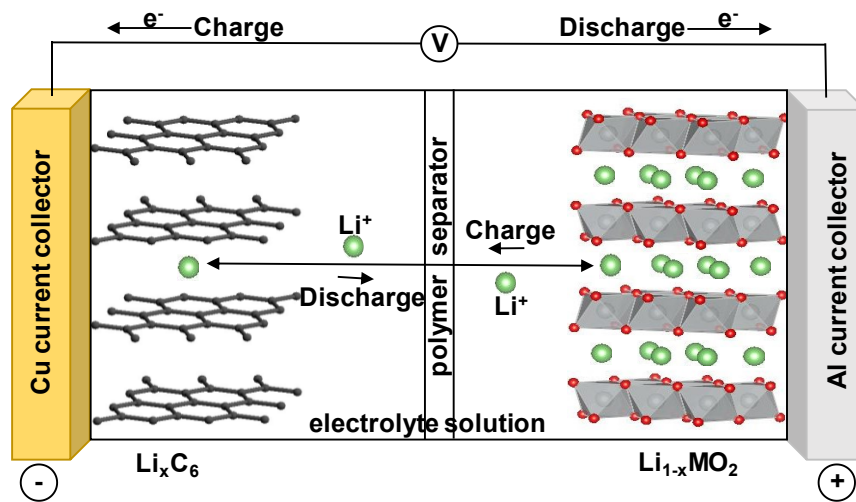 e-
Charge
Discharge
e-
V
Cu current collector
Al current collector
polymer separator
Li+
Charge
Discharge
Li+
electrolyte solution
LixC6
Li1-xMO2
-
+